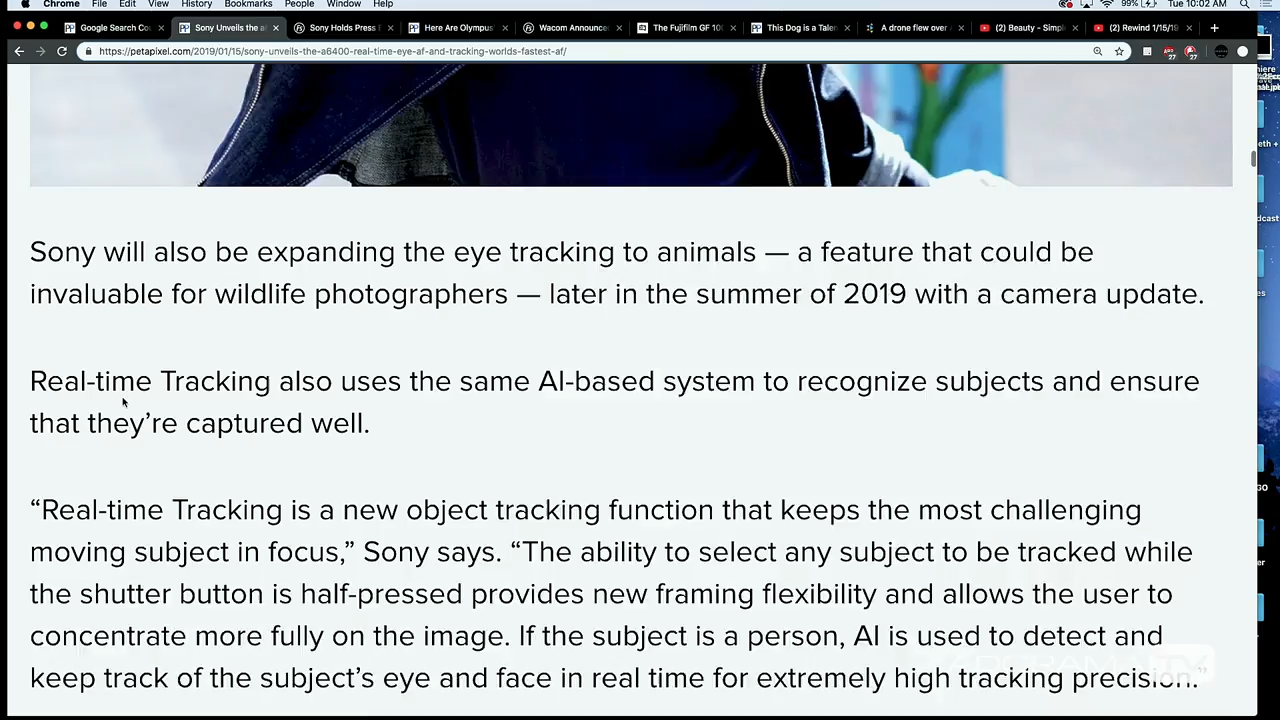 Chrome File Edit View History Bookmarks People Window Help 99% Tue 10:02 AM
Google Search Cou
Sony Unveils the a
Sony Holds Press
Here Are Olympus
Wacom Announce
The Fujifilm GF 10
This Dog is a Talen
A drone flew over
(2) Beauty - Simpl
(2) Rewind 1/15/19
https://petapixel.com/2019/01/15/sony-unveils-the-a6400-real-time-eye-af-and-tracking-worlds-fastest-af/
Sony will also be expanding the eye tracking to animals — a feature that could be
invaluable for wildlife photographers — later in the summer of 2019 with a camera update.
Real-time Tracking also uses the same AI-based system to recognize subjects and ensure
that they’re captured well.
“Real-time Tracking is a new object tracking function that keeps the most challenging
moving subject in focus,” Sony says. “The ability to select any subject to be tracked while
the shutter button is half-pressed provides new framing flexibility and allows the user to
concentrate more fully on the image. If the subject is a person, AI is used to detect and
keep track of the subject’s eye and face in real time for extremely high tracking precision.”
ADORAMA TV